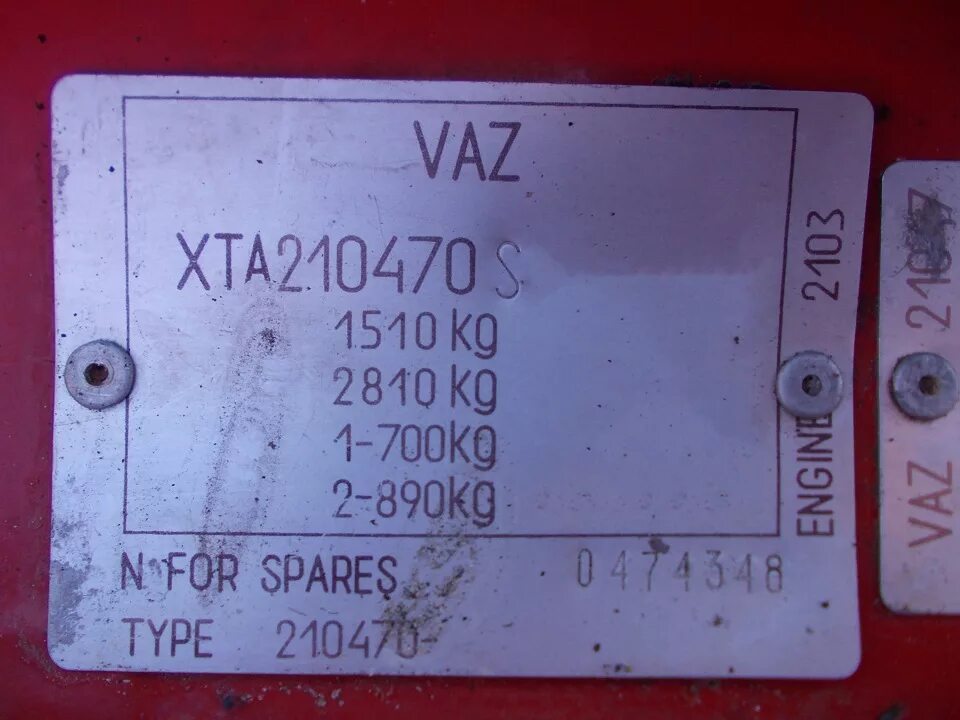 VAZ
XTA210470 S
1510 kg
2810 kg
1-700kg
2-890kg
N° FOR SPARES 0474348
TYPE 210470-
ENGINE 2103
VAZ